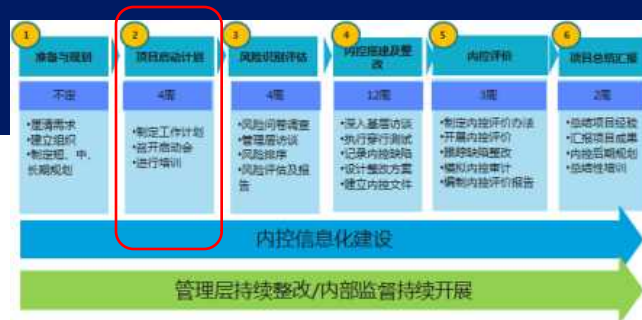 1
准备与规划
不定
•厘清需求
•建立组织
•制定短、中、
长期规划
2
项目启动计划
4周
•制定工作计划
•召开启动会
•进行培训
3
风险识别评估
4周
•风险问卷调查
•管理层访谈
•风险排序
•风险评估及报
告
4
内控搭建及整
改
12周
•深入基层访谈
•执行穿行测试
•记录内控缺陷
•设计整改方案
•建立内控文件
5
内控评价
3周
•制定内控评价办法
•开展内控评价
•跟踪缺陷整改
•模拟内控审计
•编制内控评价报告
6
项目总结汇报
2周
•总结项目经验
•汇报项目成果
•内控后期规划
•总结性培训
内控信息化建设
管理层持续整改/内部监督持续开展